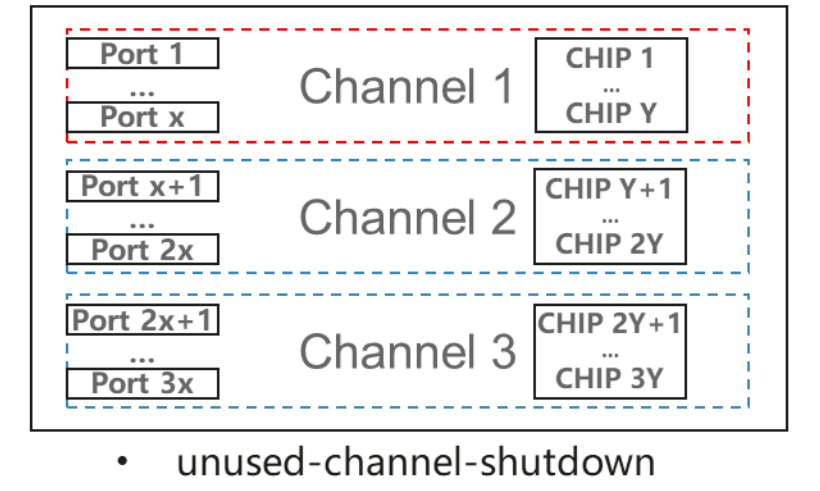 Port 1
...
Port x
Channel 1
CHIP 1
...
CHIP Y
Port x+1
...
Port 2x
Channel 2
CHIP Y+1
...
CHIP 2Y
Port 2x+1
...
Port 3x
Channel 3
CHIP 2Y+1
...
CHIP 3Y
• unused-channel-shutdown